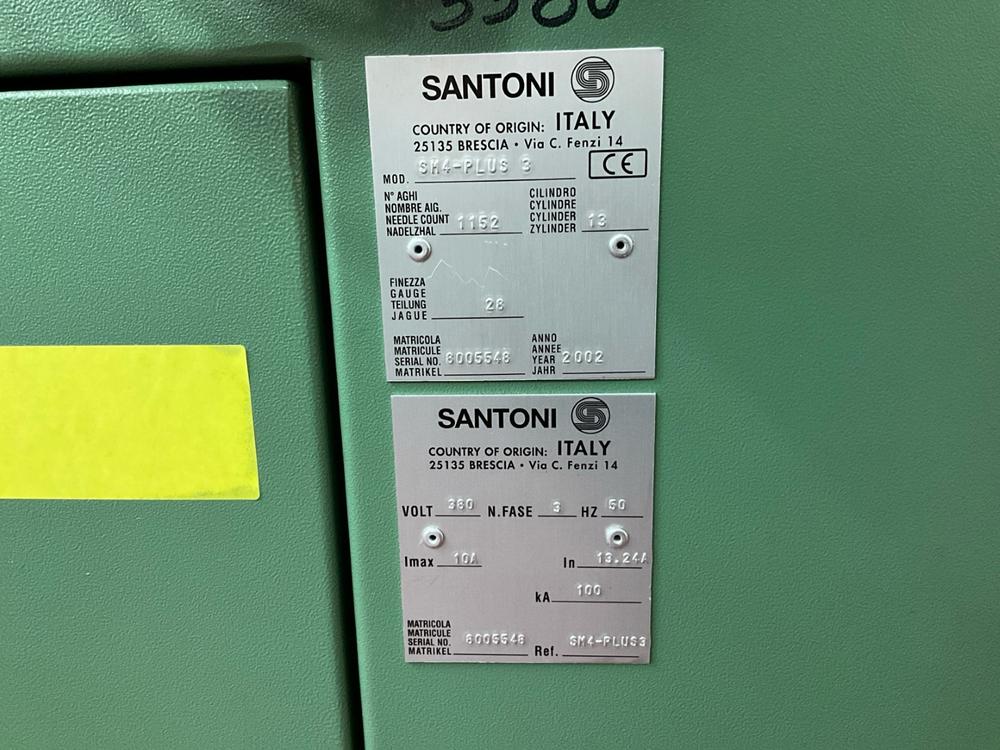 SANTONI
COUNTRY OF ORIGIN: ITALY
25135 BRESCIA • Via C. Fenzi 14
MOD. SM4-PLUS 3 CE
N° AGHI
NOMBRE AIG.
NEEDLE COUNT 1152
NADELZHAL
CILINDRO
CYLINDRE
CYLINDER 13
ZYLINDER
FINEZZA
GAUGE
TEILUNG 28
JAGUE
MATRICOLA
MATRICULE
SERIAL NO. 6005548
MATRIKEL
ANNO
ANNEE
YEAR 2002
JAHR
SANTONI
COUNTRY OF ORIGIN: ITALY
25135 BRESCIA • Via C. Fenzi 14
VOLT 380 N.FASE 3 HZ 50
Imax 10A In 13.24A
kA 100
MATRICOLA
MATRICULE
SERIAL NO. 6005548
MATRIKEL
Ref. SM4-PLUS3